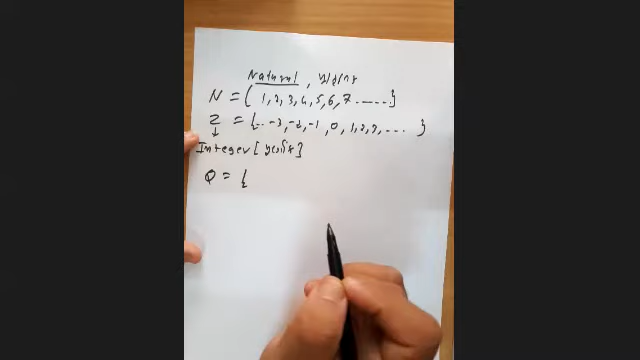 Natural,
N = { 1, 2, 3, 4, 5, 6, 7 ...... }
Z = { ... -3, -2, -1, 0, 1, 2, 3, .... }
Integer [
Q = {